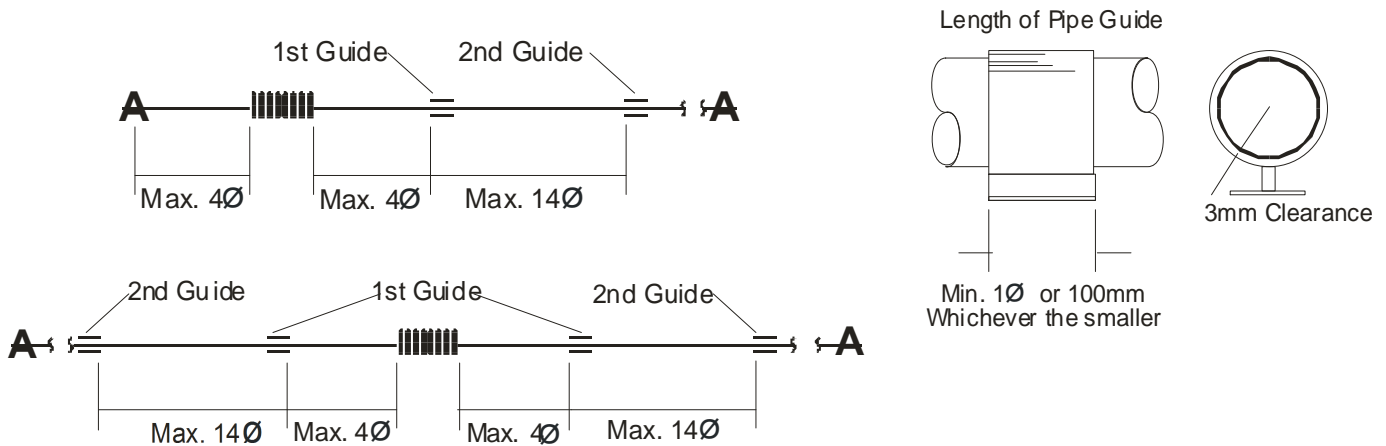 1st Guide
2nd Guide
A
A
Max. 4Ø
Max. 4Ø
Max. 14Ø
2nd Guide
1st Guide
2nd Guide
A
A
Max. 14Ø
Max. 4Ø
Max. 4Ø
Max. 14Ø
Length of Pipe Guide
3mm Clearance
Min. 1Ø or 100mm
Whichever the smaller